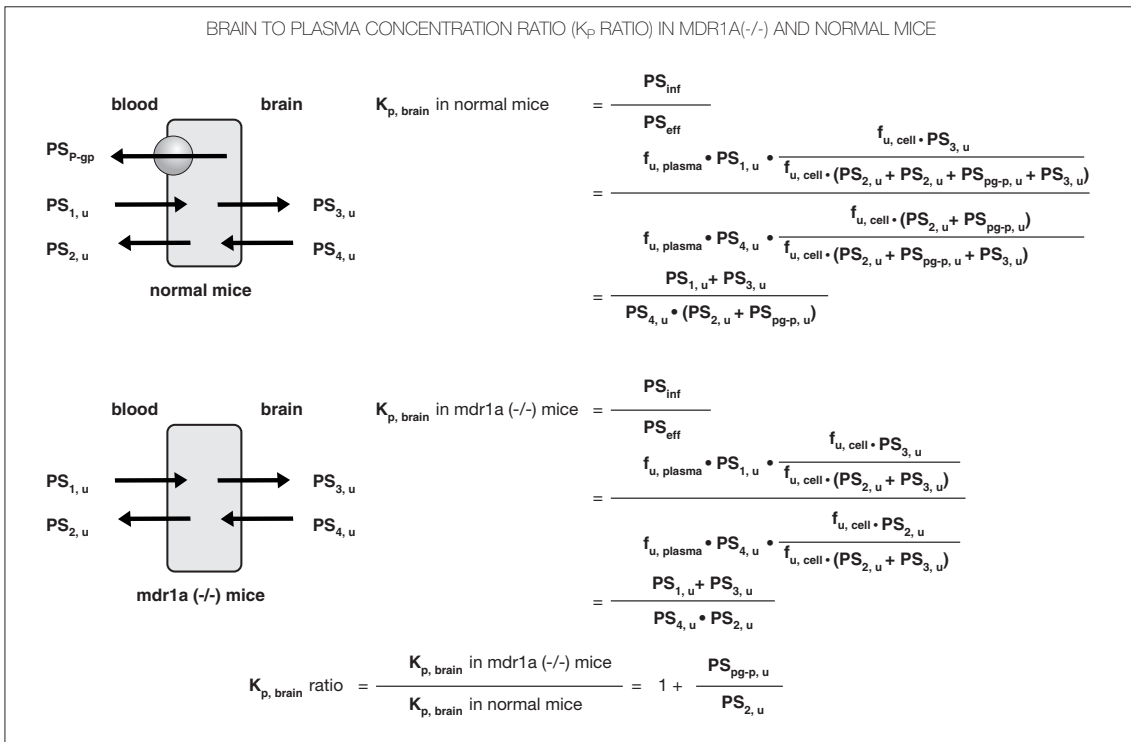 BRAIN TO PLASMA CONCENTRATION RATIO (Kp RATIO) IN MDR1A(-/-) AND NORMAL MICE
blood brain
PS P-gp
PS1, u PS3, u
PS2, u PS4, u
normal mice
Kp, brain in normal mice = PSinf
PSeff
= fu, plasma • PS1, u • fu, cell • PS3, u
fu, cell • (PS2, u + PS2, u + PSpg-p, u + PS3, u)
fu, plasma • PS4, u • fu, cell • (PS2, u + PSpg-p, u)
fu, cell • (PS2, u + PSpg-p, u + PS3, u)
= PS1, u + PS3, u
PS4, u • (PS2, u + PSpg-p, u)
blood brain
PS1, u PS3, u
PS2, u PS4, u
mdr1a (-/-) mice
Kp, brain in mdr1a (-/-) mice = PSinf
PSeff
= fu, plasma • PS1, u • fu, cell • PS3, u
fu, cell • (PS2, u + PS3, u)
fu, plasma • PS4, u • fu, cell • PS2, u
fu, cell • (PS2, u + PS3, u)
= PS1, u + PS3, u
PS4, u • PS2, u
Kp, brain ratio = Kp, brain in mdr1a (-/-) mice = 1 + PSpg-p, u
Kp, brain in normal mice PS2, u